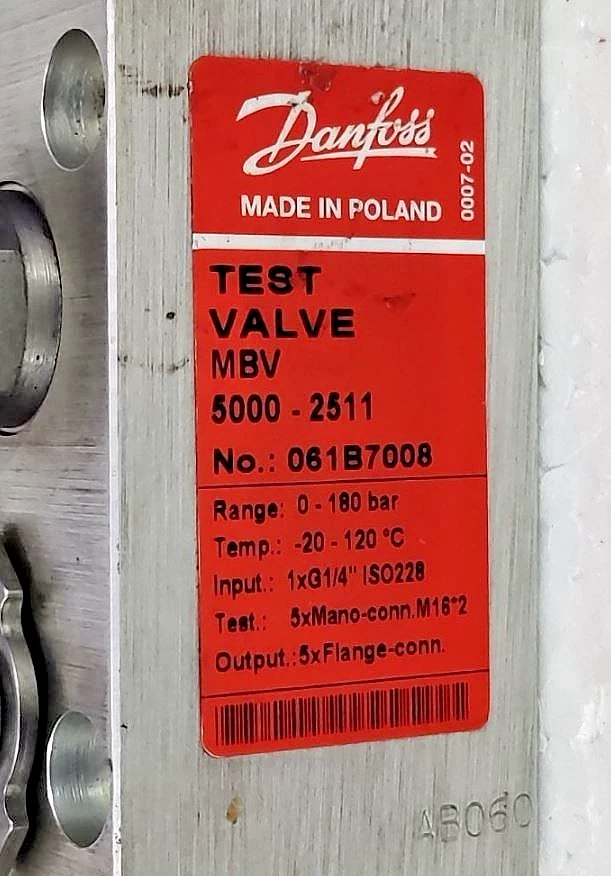 Danfoss
MADE IN POLAND
0007-02
TEST
VALVE
MBV
5000 - 2511
No.: 061B7008
Range: 0 - 180 bar
Temp.: -20 - 120 °C
Input.: 1xG1/4" ISO228
Test.: 5xMano-conn.M16*2
Output.:5xFlange-conn.
AB060